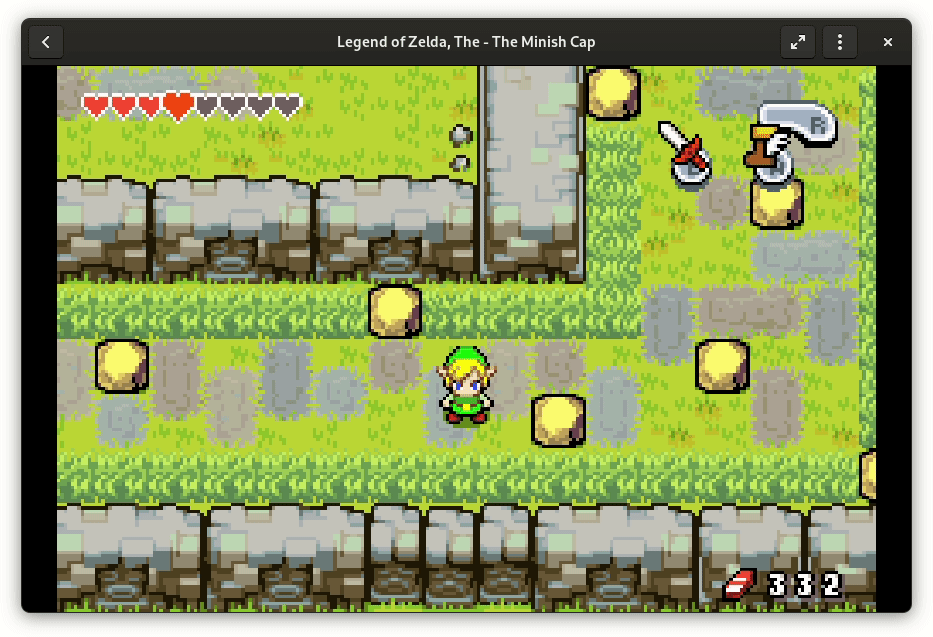 Legend of Zelda, The - The Minish Cap
R
332